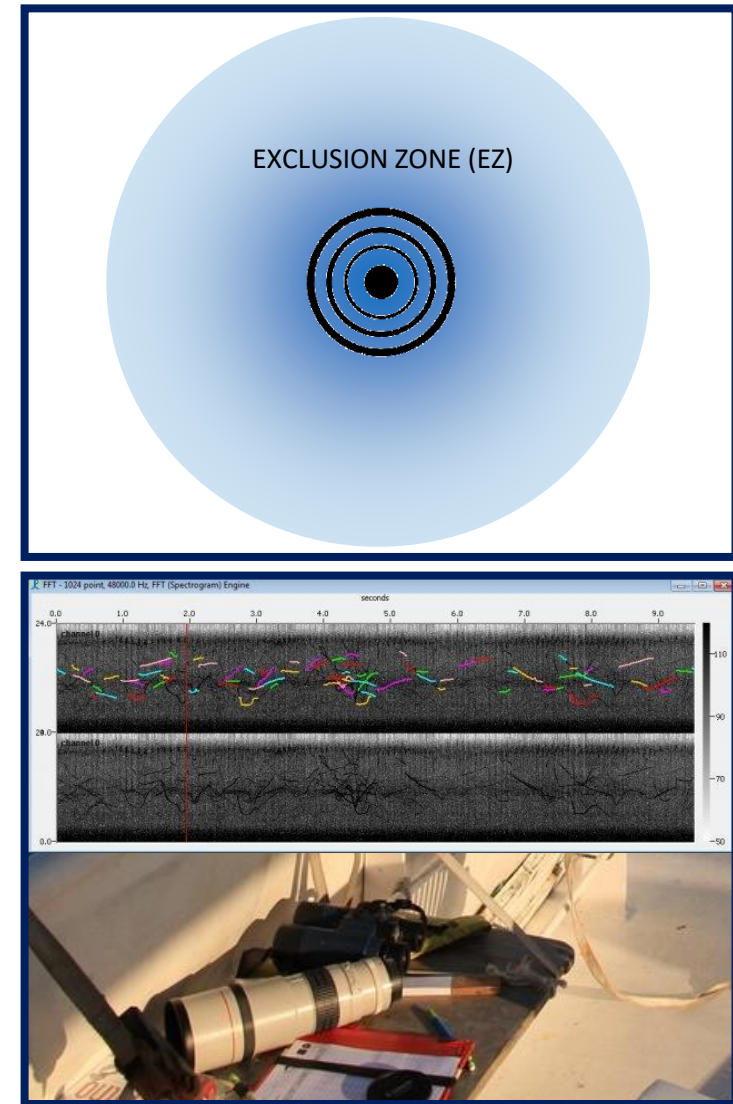 EXCLUSION ZONE (EZ)
FFT - 1024 point, 48000.0 Hz, FFT (Spectrogram) Engine
seconds
0.0 1.0 2.0 3.0 4.0 5.0 6.0 7.0 8.0 9.0
24.0
channel 0
110
90
channel 0
70
0.0
50